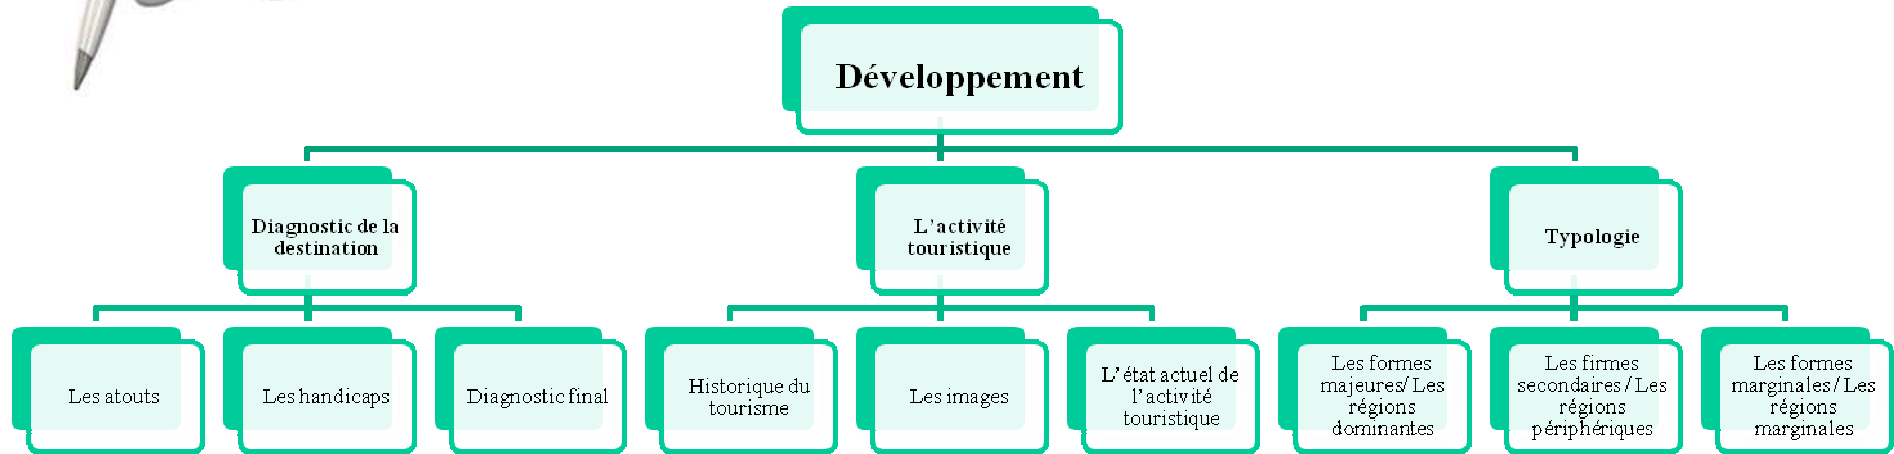 Développement
Diagnostic de la
destination
L'activité
touristique
Typologie
Les atouts
Les handicaps
Diagnostic final
Historique du
tourisme
Les images
L'état actuel de
l'activité
touristique
Les formes
majeures/ Les
régions
dominantes
Les firmes
secondaires / Les
régions
périphériques
Les formes
marginales / Les
régions
marginales